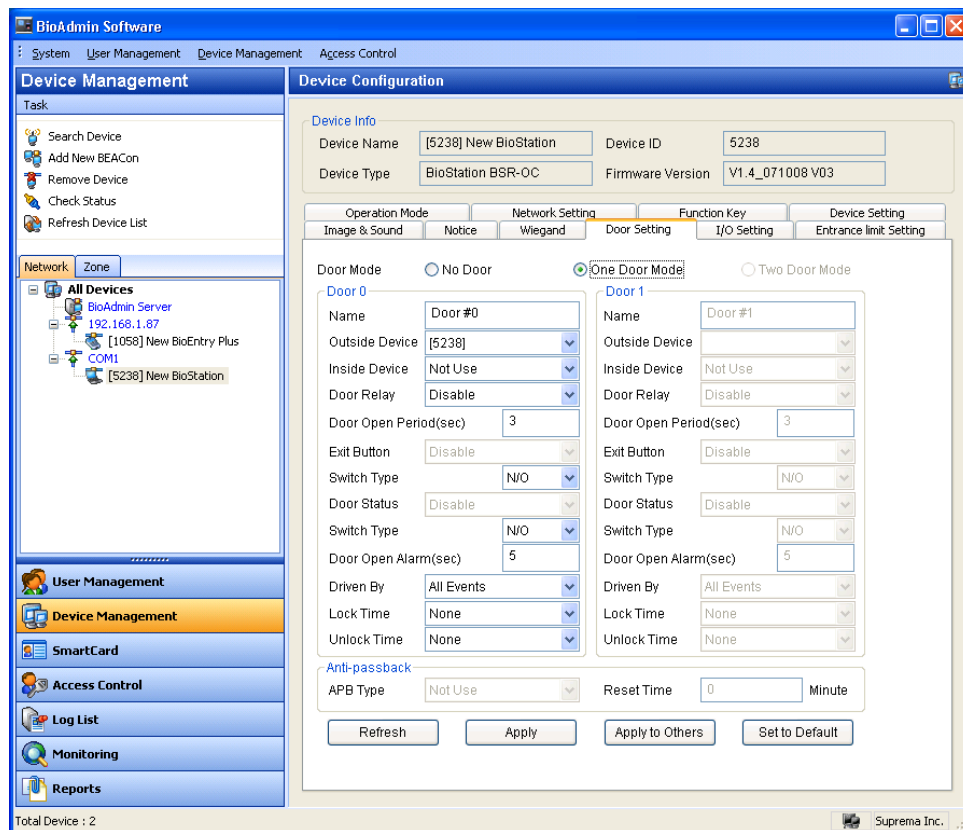 BioAdmin Software
System User Management Device Management Access Control
Device Management
Task
Search Device
Add New BEACon
Remove Device
Check Status
Refresh Device List
Network Zone
All Devices
BioAdmin Server
192.168.1.87
[1058] New BioEntry Plus
COM1
[5238] New BioStation
User Management
Device Management
SmartCard
Access Control
Log List
Monitoring
Reports
Device Configuration
Device Info
Device Name [5238] New BioStation Device ID 5238
Device Type BioStation BSR-OC Firmware Version V1.4_071008 V03
Operation Mode Network Setting Function Key Device Setting
Image & Sound Notice Wiegand Door Setting I/O Setting Entrance limit Setting
Door Mode No Door One Door Mode Two Door Mode
Door 0
Name Door #0
Outside Device [5238]
Inside Device Not Use
Door Relay Disable
Door Open Period(sec) 3
Exit Button Disable
Switch Type N/O
Door Status Disable
Switch Type N/O
Door Open Alarm(sec) 5
Driven By All Events
Lock Time None
Unlock Time None
Door 1
Name Door #1
Outside Device
Inside Device Not Use
Door Relay Disable
Door Open Period(sec) 3
Exit Button Disable
Switch Type N/O
Door Status Disable
Switch Type N/O
Door Open Alarm(sec) 5
Driven By All Events
Lock Time None
Unlock Time None
Anti-passback
APB Type Not Use Reset Time 0 Minute
Refresh Apply Apply to Others Set to Default
Total Device : 2 Suprema Inc.